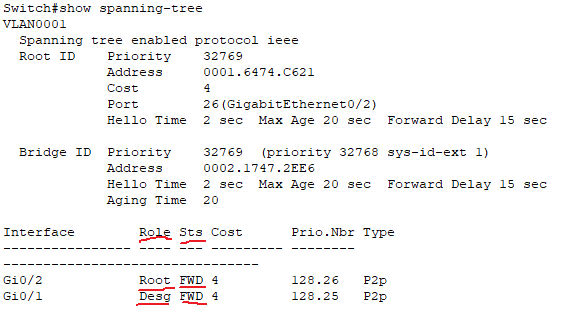 Switch#show spanning-tree
VLAN0001
  Spanning tree enabled protocol ieee
  Root ID    Priority    32769
             Address     0001.6474.C621
             Cost        4
             Port        26(GigabitEthernet0/2)
             Hello Time  2 sec  Max Age 20 sec  Forward Delay 15 sec

  Bridge ID  Priority    32769  (priority 32768 sys-id-ext 1)
             Address     0002.1747.2EE6
             Hello Time  2 sec  Max Age 20 sec  Forward Delay 15 sec
             Aging Time  20

Interface        Role Sts Cost      Prio.Nbr Type
---------------- ---- --- --------- -------- 
--------------------------------
Gi0/2            Root FWD 4         128.26   P2p
Gi0/1            Desg FWD 4         128.25   P2p